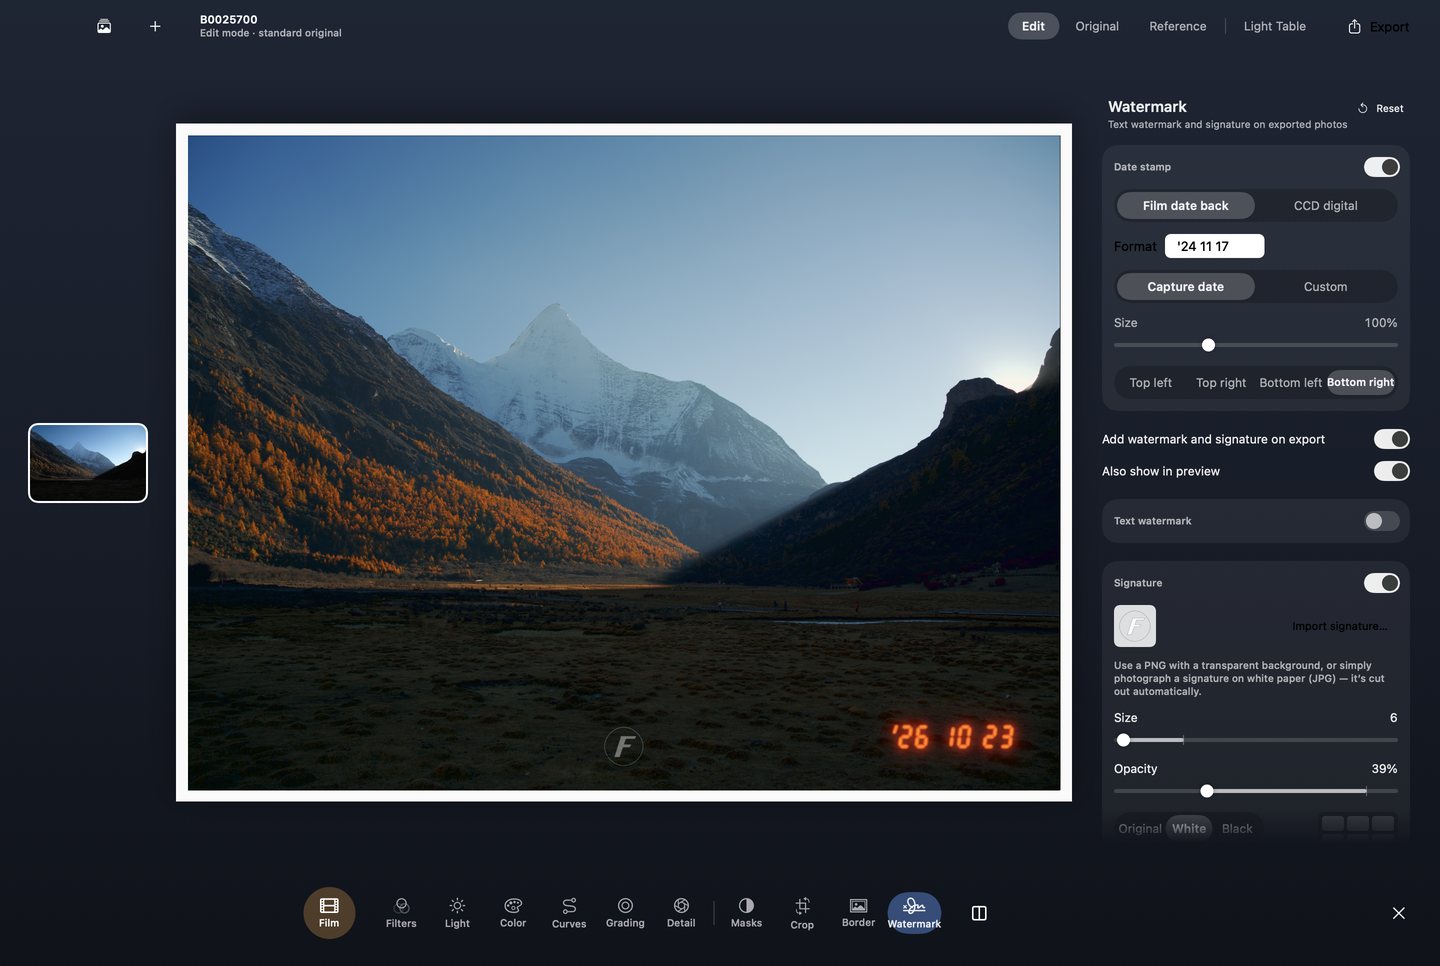 B0025700
Edit mode · standard original
Edit
Original
Reference
Light Table
Export
Watermark
Reset
Text watermark and signature on exported photos
Date stamp
Film date back
CCD digital
Format
'24 11 17
Capture date
Custom
Size
100%
Top left
Top right
Bottom left
Bottom right
Add watermark and signature on export
Also show in preview
Text watermark
Signature
F
Import signature...
Use a PNG with a transparent background, or simply
photograph a signature on white paper (JPG) — it's cut
out automatically.
Size
6
Opacity
39%
Original
White
Black
F
'26 10 23
Film
Filters
Light
Color
Curves
Grading
Detail
Masks
Crop
Border
Watermark